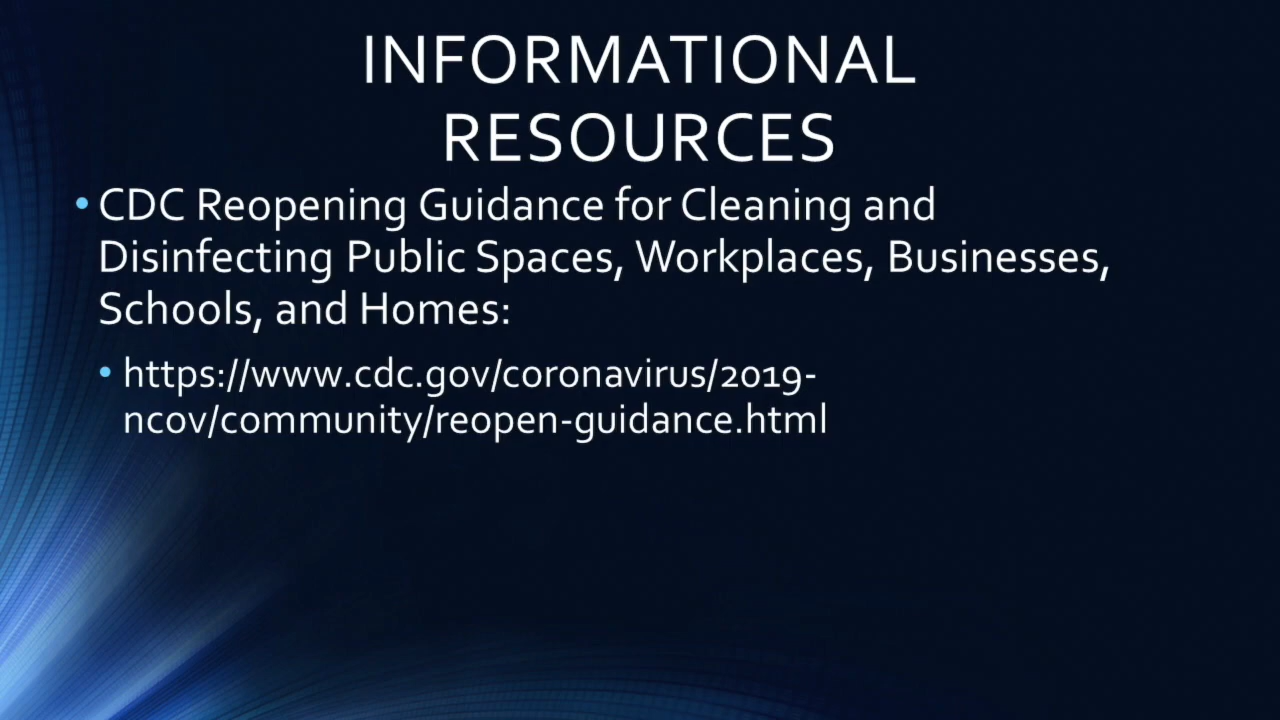 INFORMATIONAL
RESOURCES
• CDC Reopening Guidance for Cleaning and
Disinfecting Public Spaces, Workplaces, Businesses,
Schools, and Homes:
• https://www.cdc.gov/coronavirus/2019-
ncov/community/reopen-guidance.html